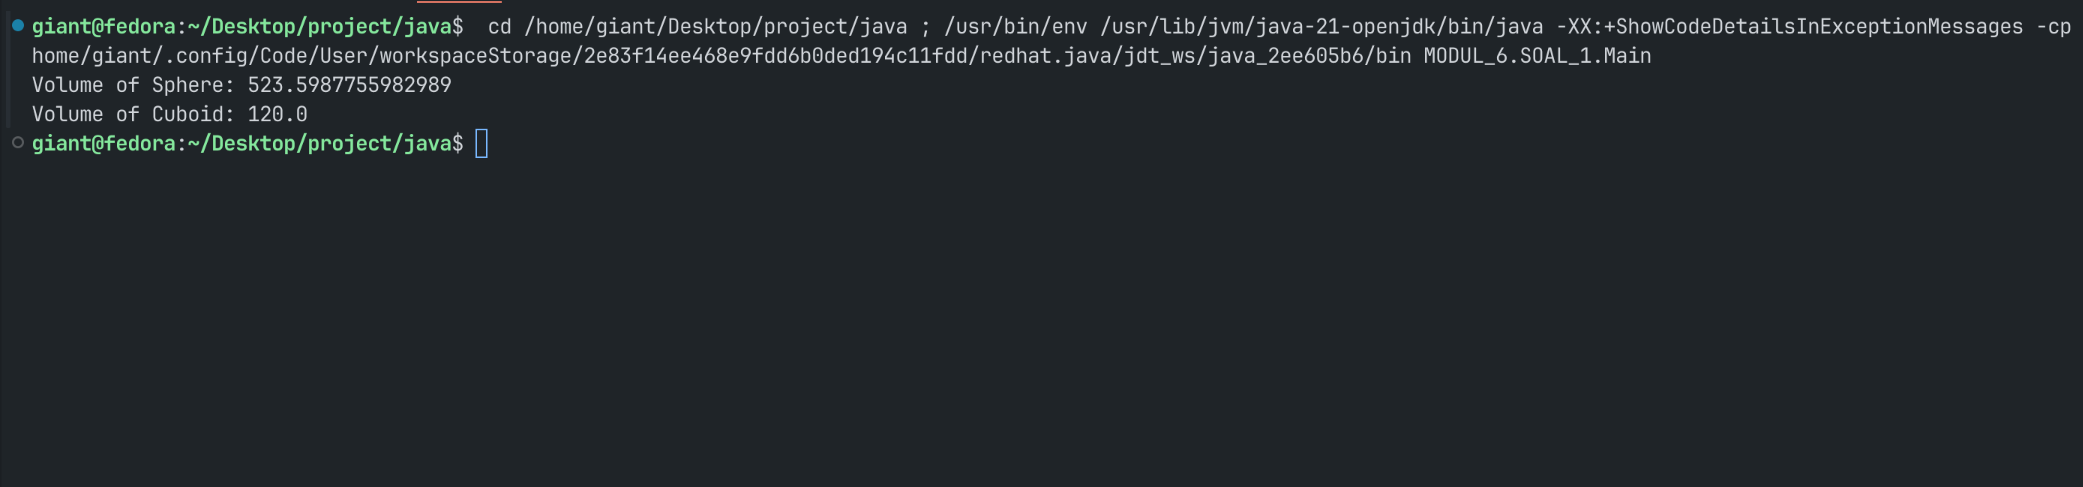 giant@fedora:~/Desktop/project/java$  cd /home/giant/Desktop/project/java ; /usr/bin/env /usr/lib/jvm/java-21-openjdk/bin/java -XX:+ShowCodeDetailsInExceptionMessages -cp
home/giant/.config/Code/User/workspaceStorage/2e83f14ee468e9fdd6b0ded194c11fdd/redhat.java/jdt_ws/java_2ee605b6/bin MODUL_6.SOAL_1.Main
Volume of Sphere: 523.5987755982989
Volume of Cuboid: 120.0
giant@fedora:~/Desktop/project/java$